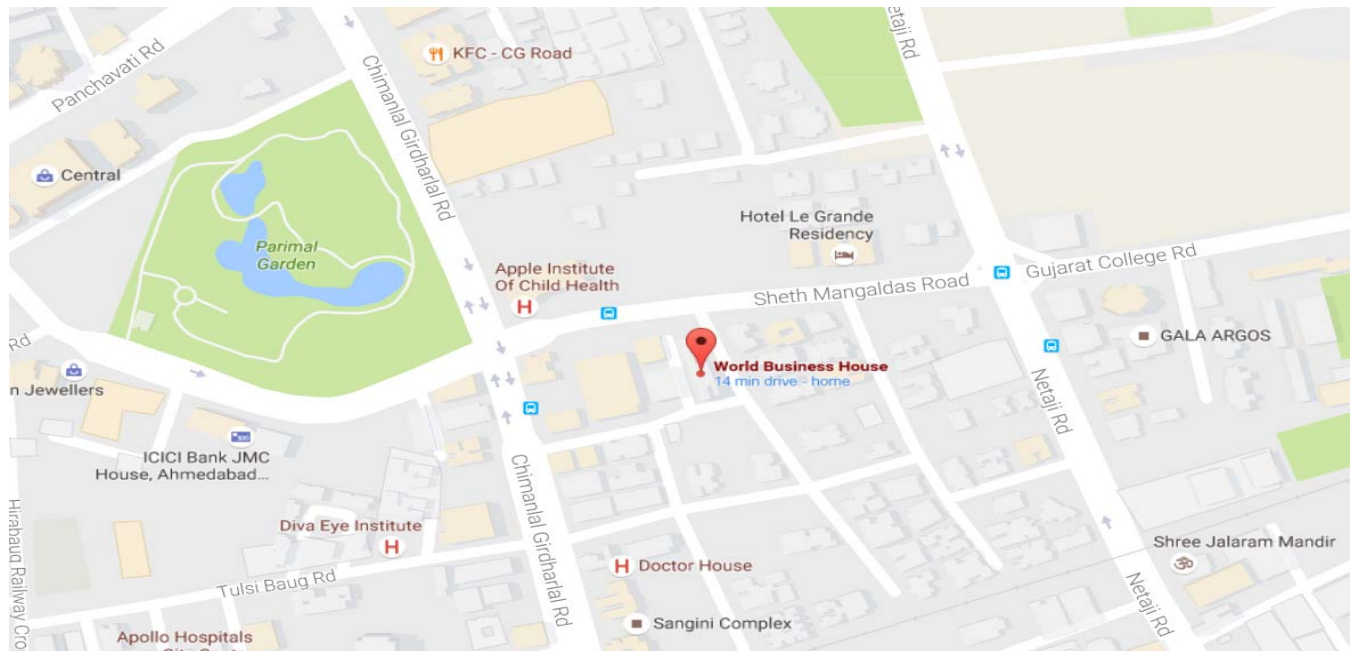 Panchavati Rd
Chimanlal Girdharlal Rd
KFC - CG Road
etaji Rd
Central
Parimal
Garden
Hotel Le Grande
Residency
Apple Institute
Of Child Health
H
Sheth Mangaldas Road
Gujarat College Rd
GALA ARGOS
Rd
n Jewellers
World Business House
14 min drive - home
Netaji Rd
ICICI Bank JMC
House, Ahmedabad...
Chimanlal Girdharlal Rd
Hirabaug Railway Cro
Diva Eye Institute
H
H Doctor House
Shree Jalaram Mandir
ॐ
Tulsi Baug Rd
Netaji Rd
Sangini Complex
Apollo Hospitals